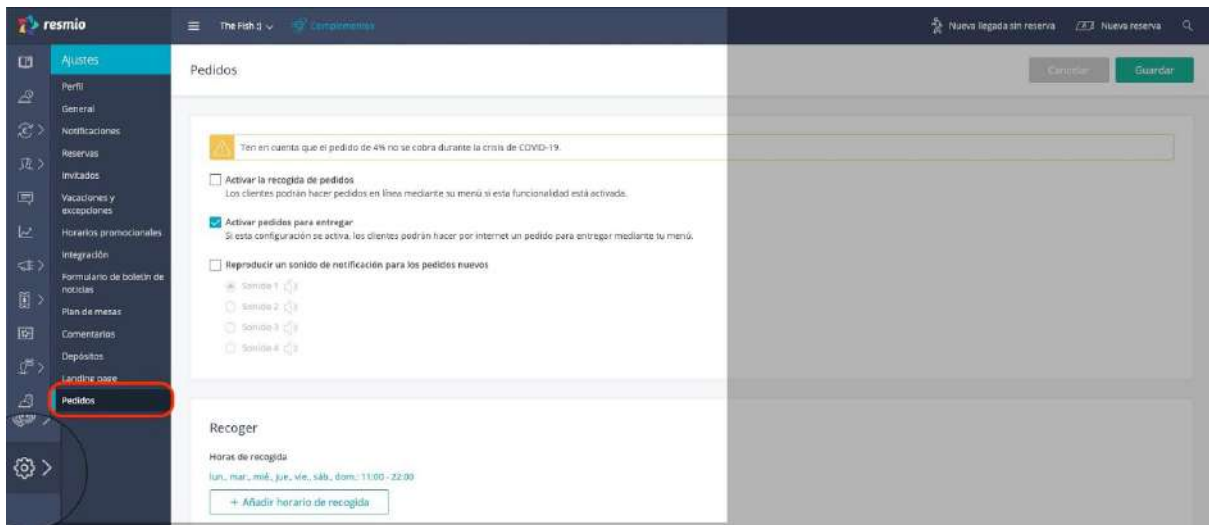 resmio
The Fish :)
Complementos
Nueva llegada sin reserva
Nueva reserva
Ajustes
Perfil
General
Notificaciones
Reservas
Invitados
Vacaciones y
excepciones
Horarios promocionales
Integración
Formulario de boletín de
noticias
Plan de mesas
Comentarios
Depósitos
Landing page
Pedidos
Pedidos
Cancelar
Guardar
Ten en cuenta que el pedido de 4% no se cobra durante la crisis de COVID-19.
Activar la recogida de pedidos
Los clientes podrán hacer pedidos en línea mediante su menú si esta funcionalidad está activada.
Activar pedidos para entregar
Si esta configuración se activa, los clientes podrán hacer por internet un pedido para entregar mediante tu menú.
Reproducir un sonido de notificación para los pedidos nuevos
Sonido 1
Sonido 2
Sonido 3
Sonido 4
Recoger
Horas de recogida
lun., mar., mié., jue., vie., sáb., dom.: 11:00 - 22:00
+ Añadir horario de recogida